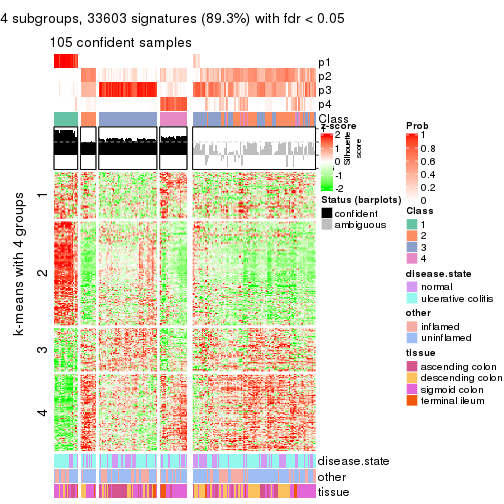 4 subgroups, 33603 signatures (89.3%) with fdr < 0.05
105 confident samples
p1
p2
p3
p4
Class
z-score
2
1
0
-1
-2
Silhouette
score
Prob
1
0.8
0.6
0.4
0.2
0
Status (barplots)
confident
ambiguous
Class
1
2
3
4
disease.state
normal
ulcerative colitis
other
inflamed
uninflamed
tissue
ascending colon
descending colon
sigmoid colon
terminal ileum
k-means with 4 groups
1
2
3
4
disease.state
other
tissue